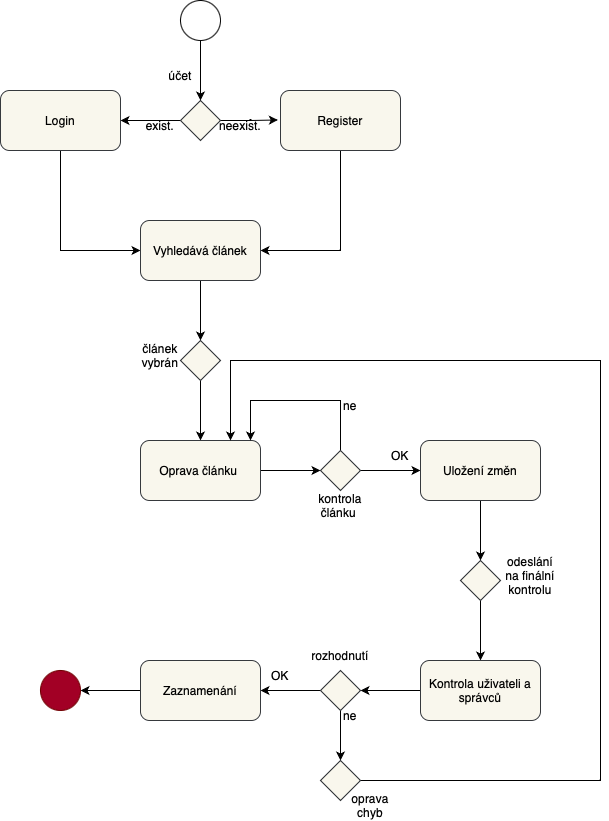 účet
Login
exist.
neexist.
Register
Vyhledává článek
článek
vybrán
ne
Oprava článku
kontrola
článku
OK
Uložení změn
odeslání
na finální
kontrolu
rozhodnutí
OK
Zaznamenání
Kontrola uživateli a
správců
ne
oprava
chyb